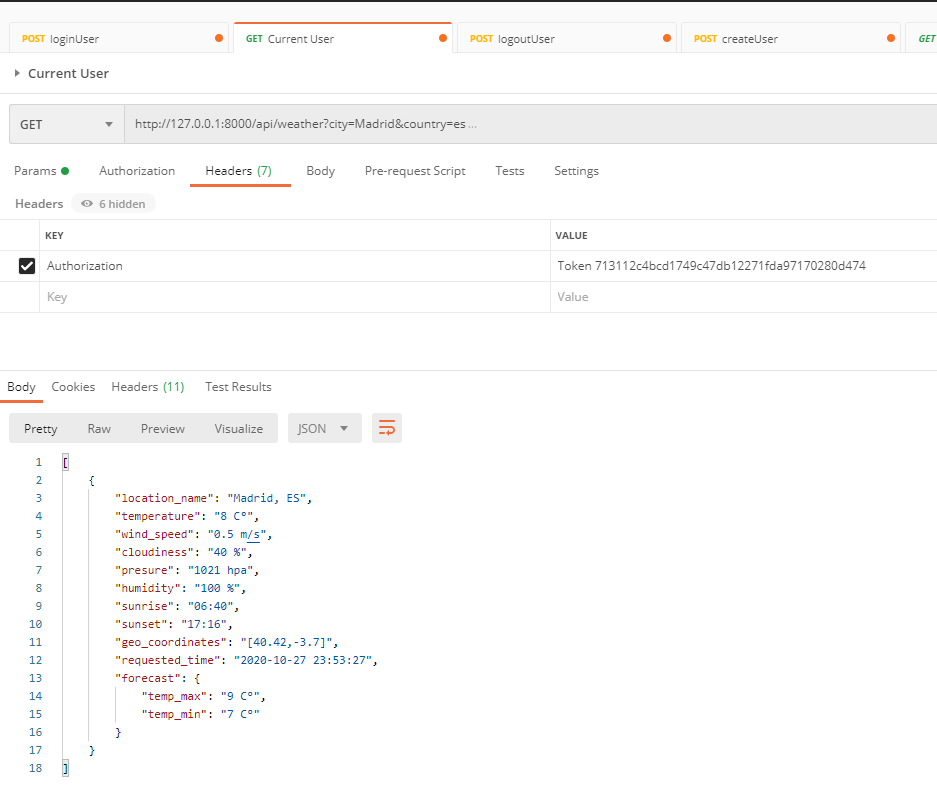 POST loginUser GET Current User POST logoutUser POST createUser GET
Current User
GET http://127.0.0.1:8000/api/weather?city=Madrid&country=es ...
Params Authorization Headers (7) Body Pre-request Script Tests Settings
Headers 6 hidden
KEY VALUE
Authorization Token 713112c4bcd1749c47db12271fda97170280d474
Key Value
Body Cookies Headers (11) Test Results
Pretty Raw Preview Visualize JSON
1 [
2 {
3 "location_name": "Madrid, ES",
4 "temperature": "8 Cº",
5 "wind_speed": "0.5 m/s",
6 "cloudiness": "40 %",
7 "presure": "1021 hpa",
8 "humidity": "100 %",
9 "sunrise": "06:40",
10 "sunset": "17:16",
11 "geo_coordinates": "[40.42,-3.7]",
12 "requested_time": "2020-10-27 23:53:27",
13 "forecast": {
14 "temp_max": "9 Cº",
15 "temp_min": "7 Cº"
16 }
17 }
18 ]